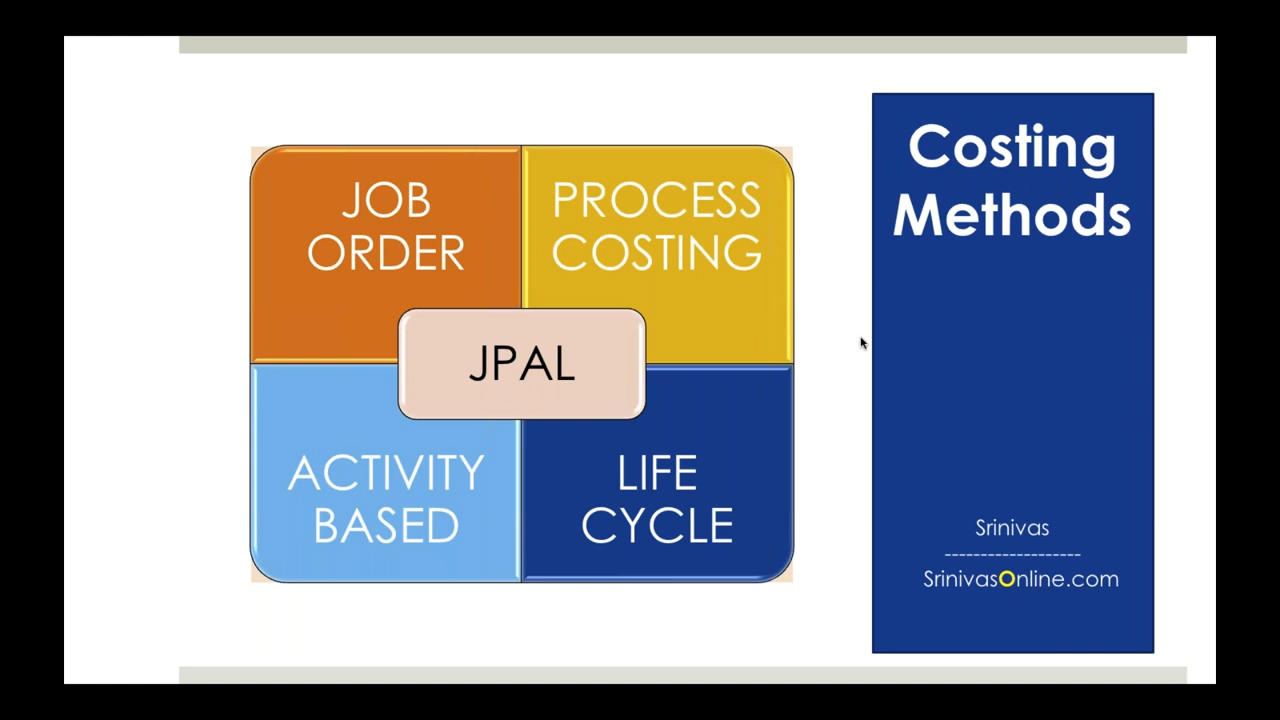 JOB
ORDER
PROCESS
COSTING
JPAL
ACTIVITY
BASED
LIFE
CYCLE
Costing
Methods
Srinivas
-------------------
SrinivasOnline.com